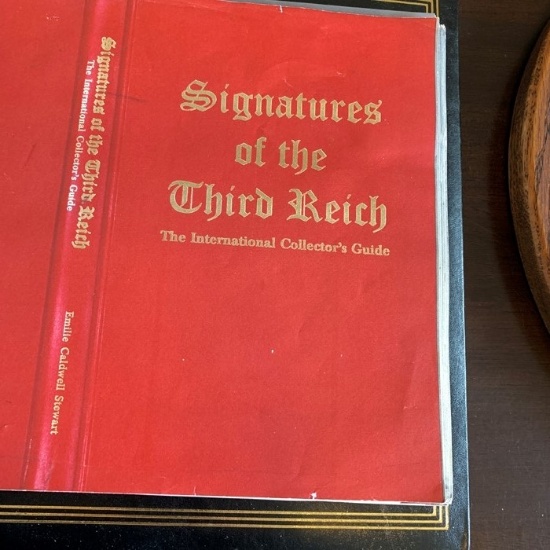 Signatures
of the
Third Reich
The International Collector's Guide
Signatures of the Third Reich
The International Collector's Guide
Emilie Caldwell Stewart